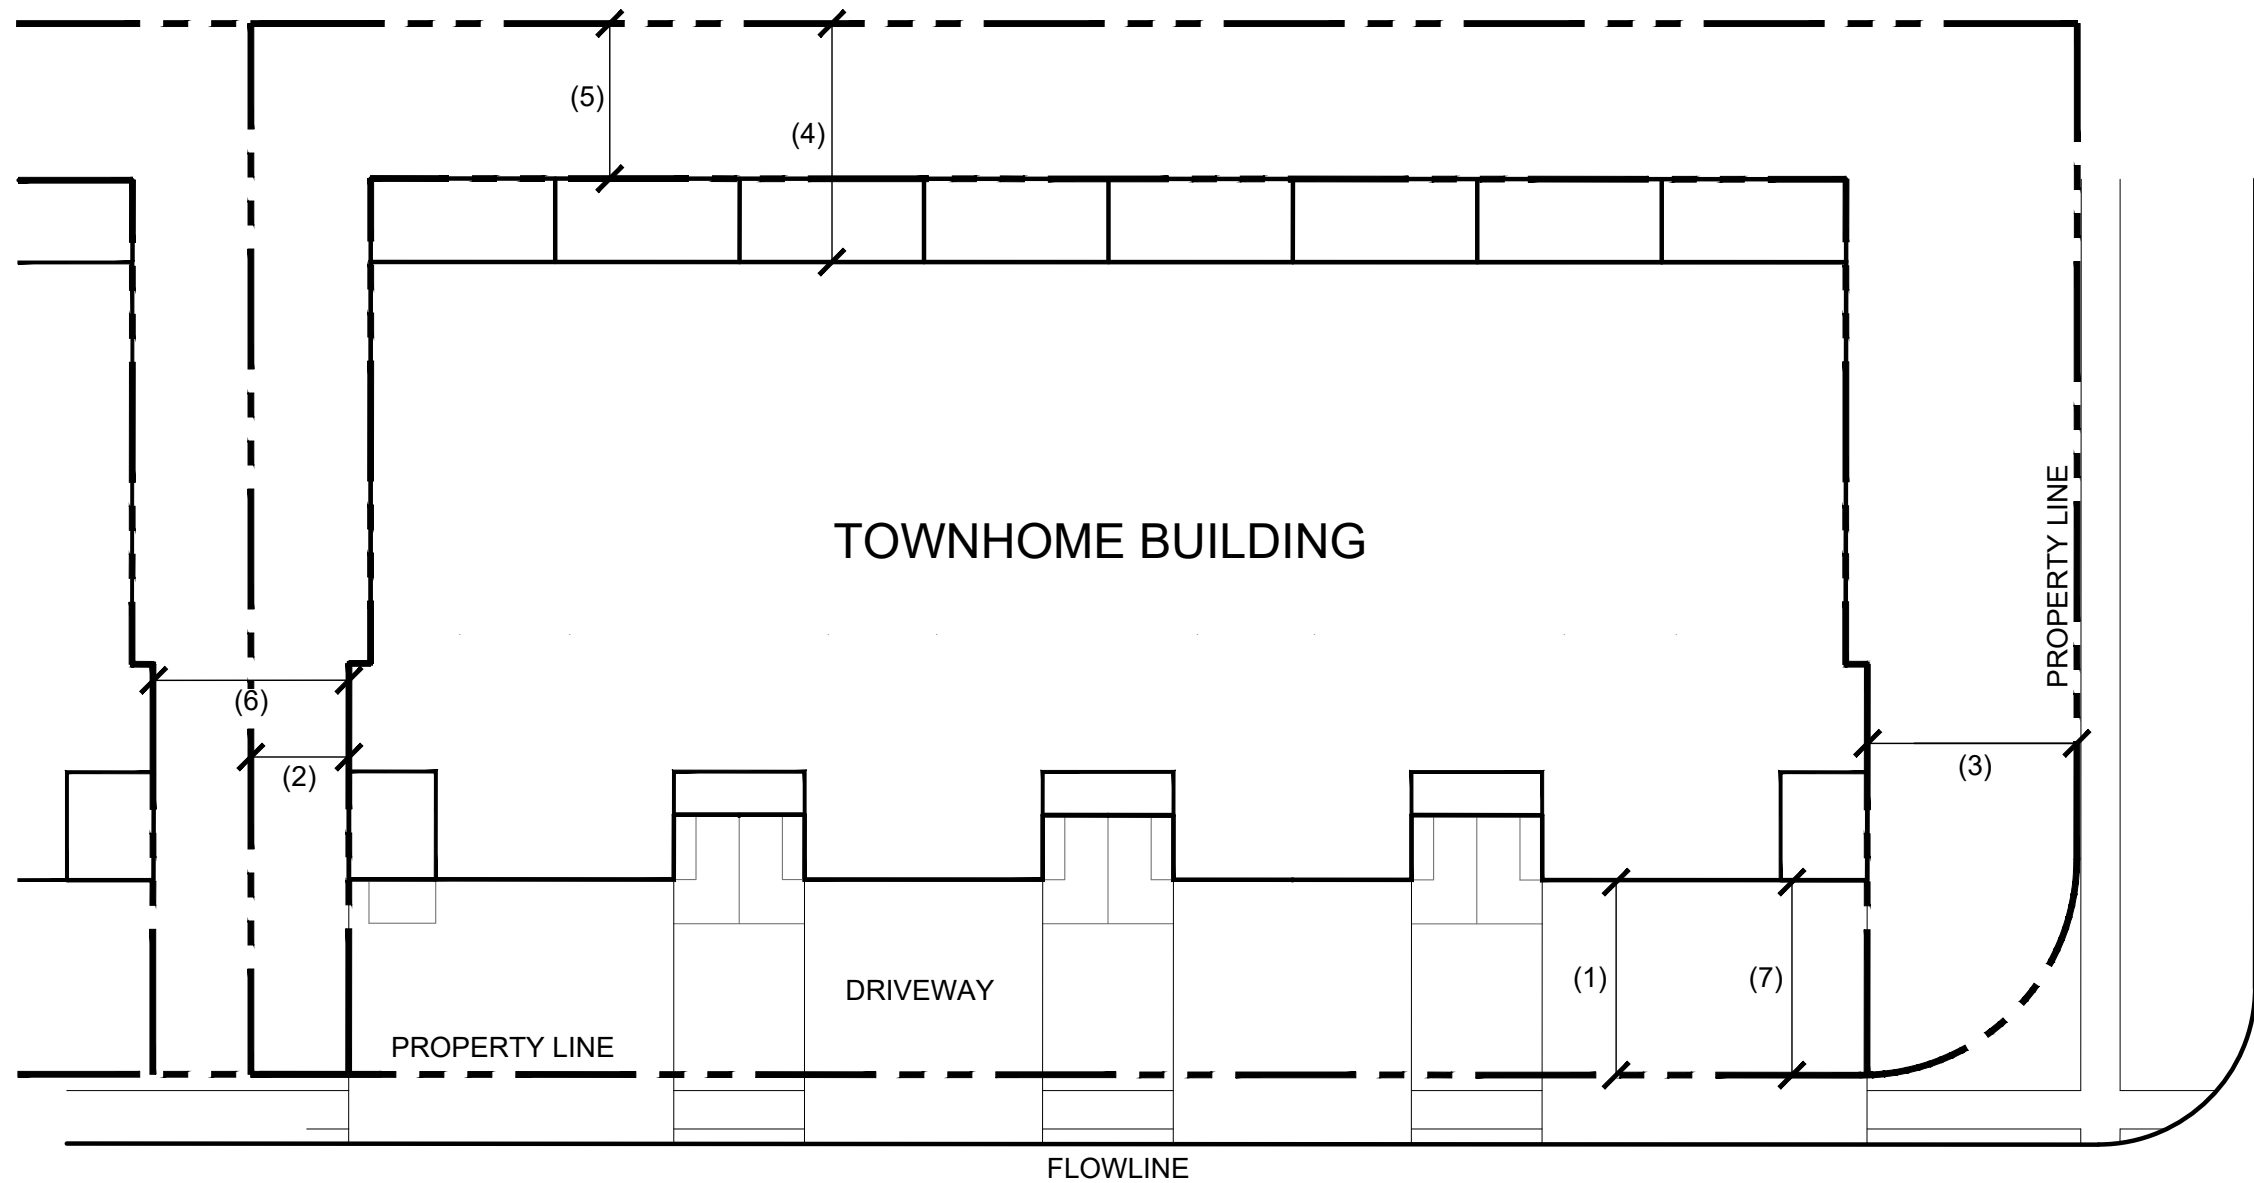 (5)
(4)
TOWNHOME BUILDING
PROPERTY LINE
(6)
(2)
(3)
(1)
(7)
DRIVEWAY
PROPERTY LINE
FLOWLINE